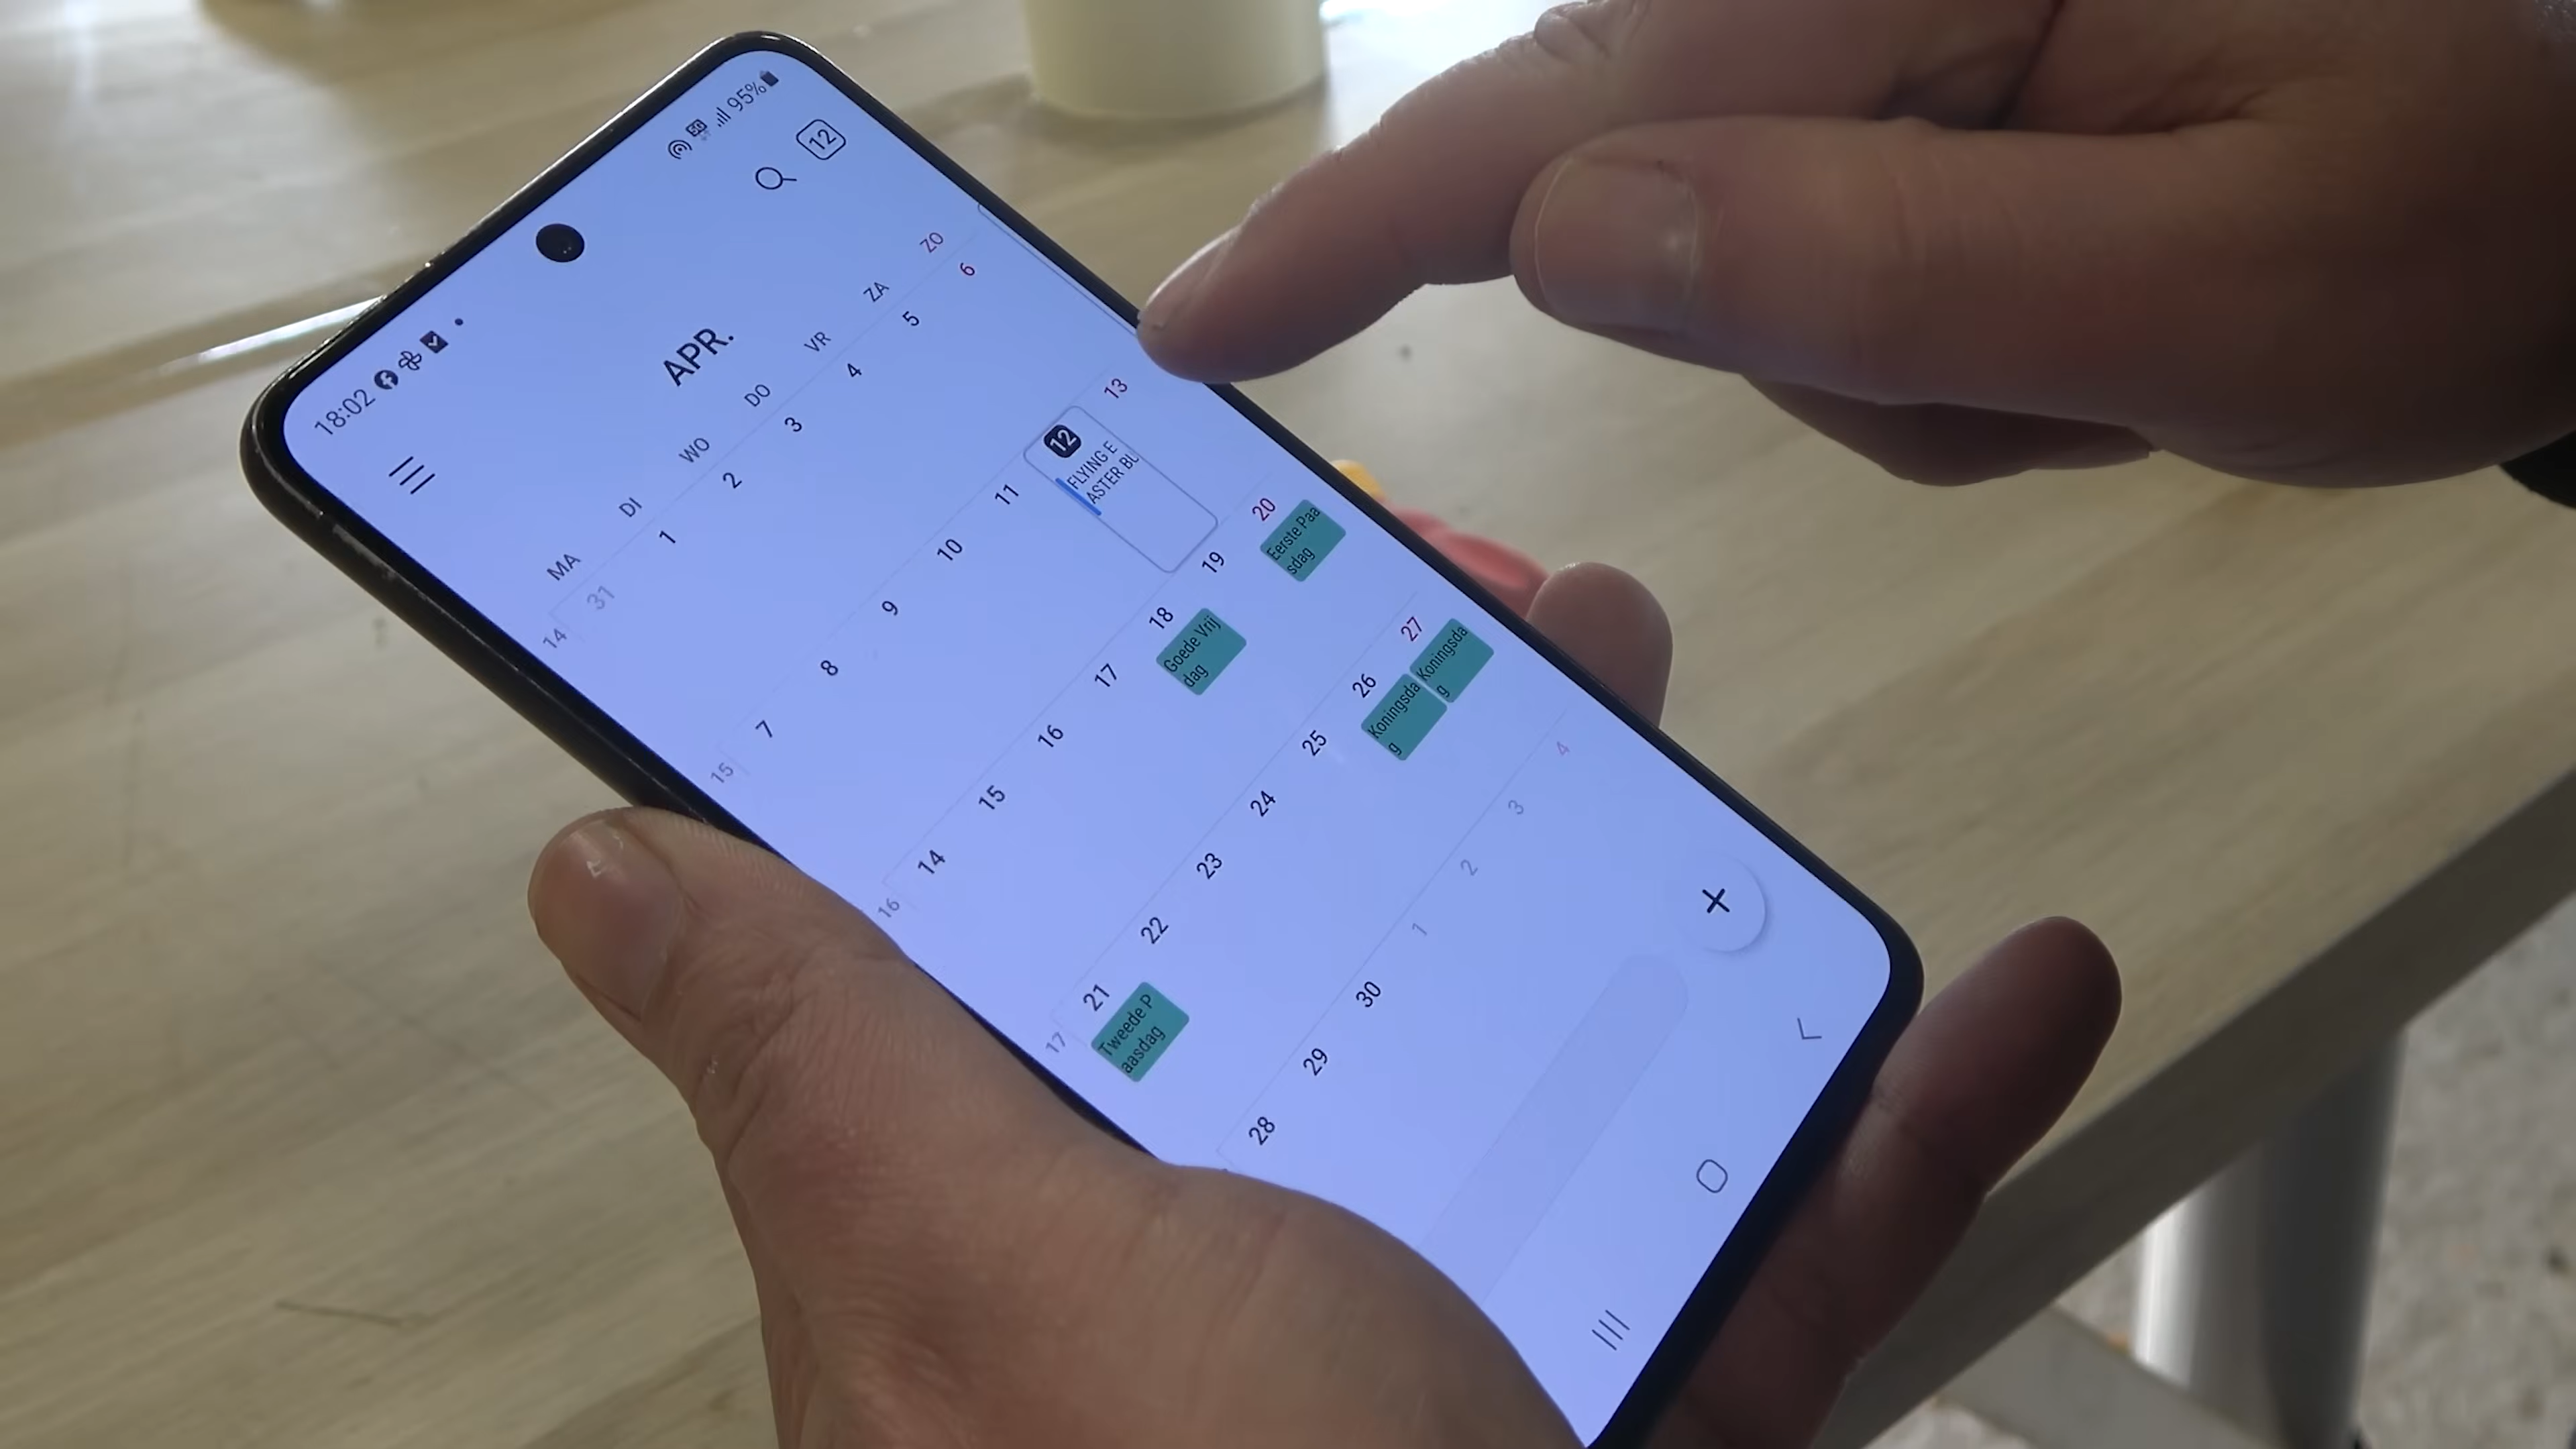 18:02 95%
12
APR.
MA DI WO DO VR ZA ZO
14 31 1 2 3 4 5 6
15 7 8 9 10 11 12 13
FLYING E
ASTER BU
16 14 15 16 17 18 19 20
Goede Vrij
dag
Eerste Paa
sdag
17 21 22 23 24 25 26 27
Tweede P
aasdag
Koningsda
g
Koningsda
g
28 29 30 1 2 3 4